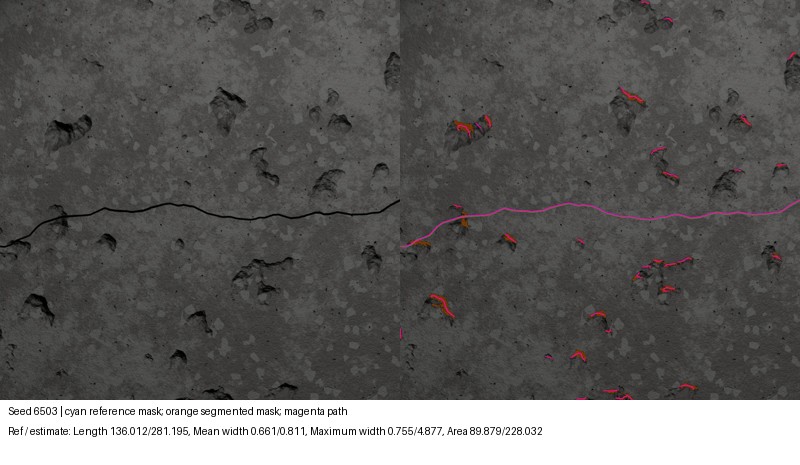 Seed 6503 | cyan reference mask; orange segmented mask; magenta path
Ref / estimate: Length 136.012/281.195, Mean width 0.661/0.811, Maximum width 0.755/4.877, Area 89.879/228.032